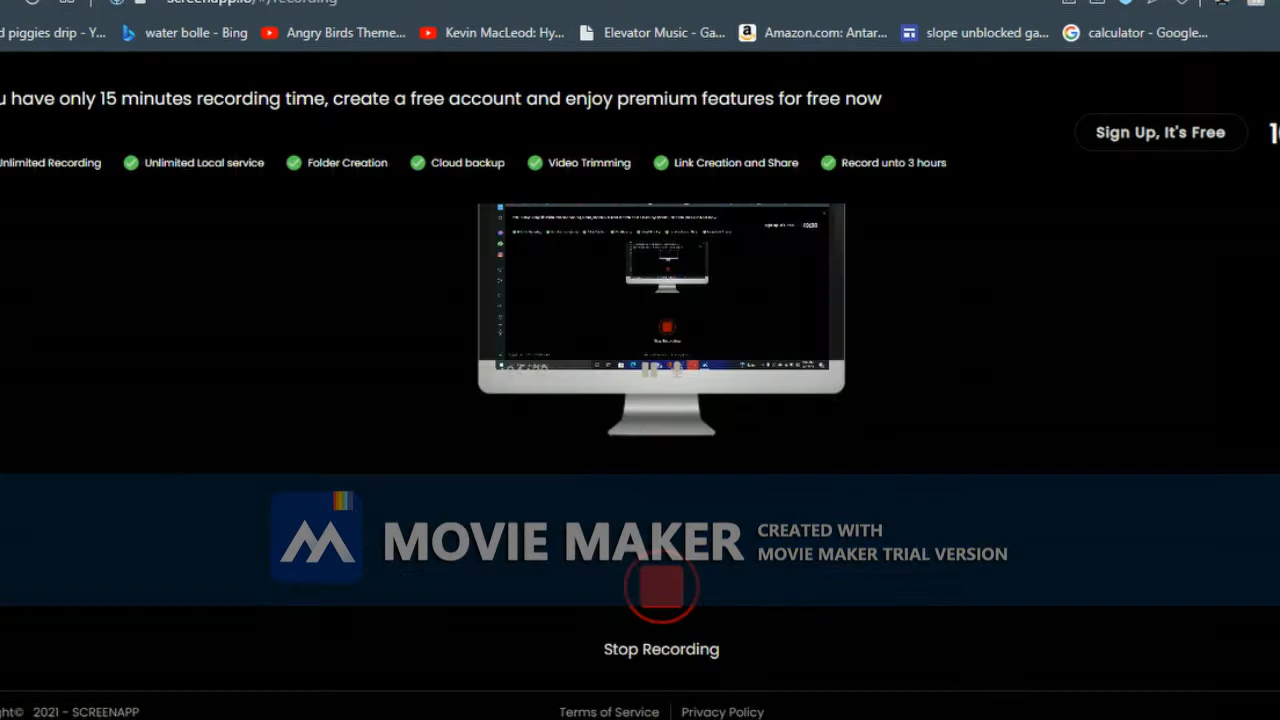 screenapp.io/#/recording
d piggies drip - Y... water bolle - Bing Angry Birds Theme... Kevin MacLeod: Hy... Elevator Music - Ga... Amazon.com: Antar... slope unblocked ga... calculator - Google...
u have only 15 minutes recording time, create a free account and enjoy premium features for free now
Sign Up, It's Free
Unlimited Recording Unlimited Local service Folder Creation Cloud backup Video Trimming Link Creation and Share Record unto 3 hours
MOVIE MAKER CREATED WITH
MOVIE MAKER TRIAL VERSION
Stop Recording
ght© 2021 - SCREENAPP Terms of Service Privacy Policy